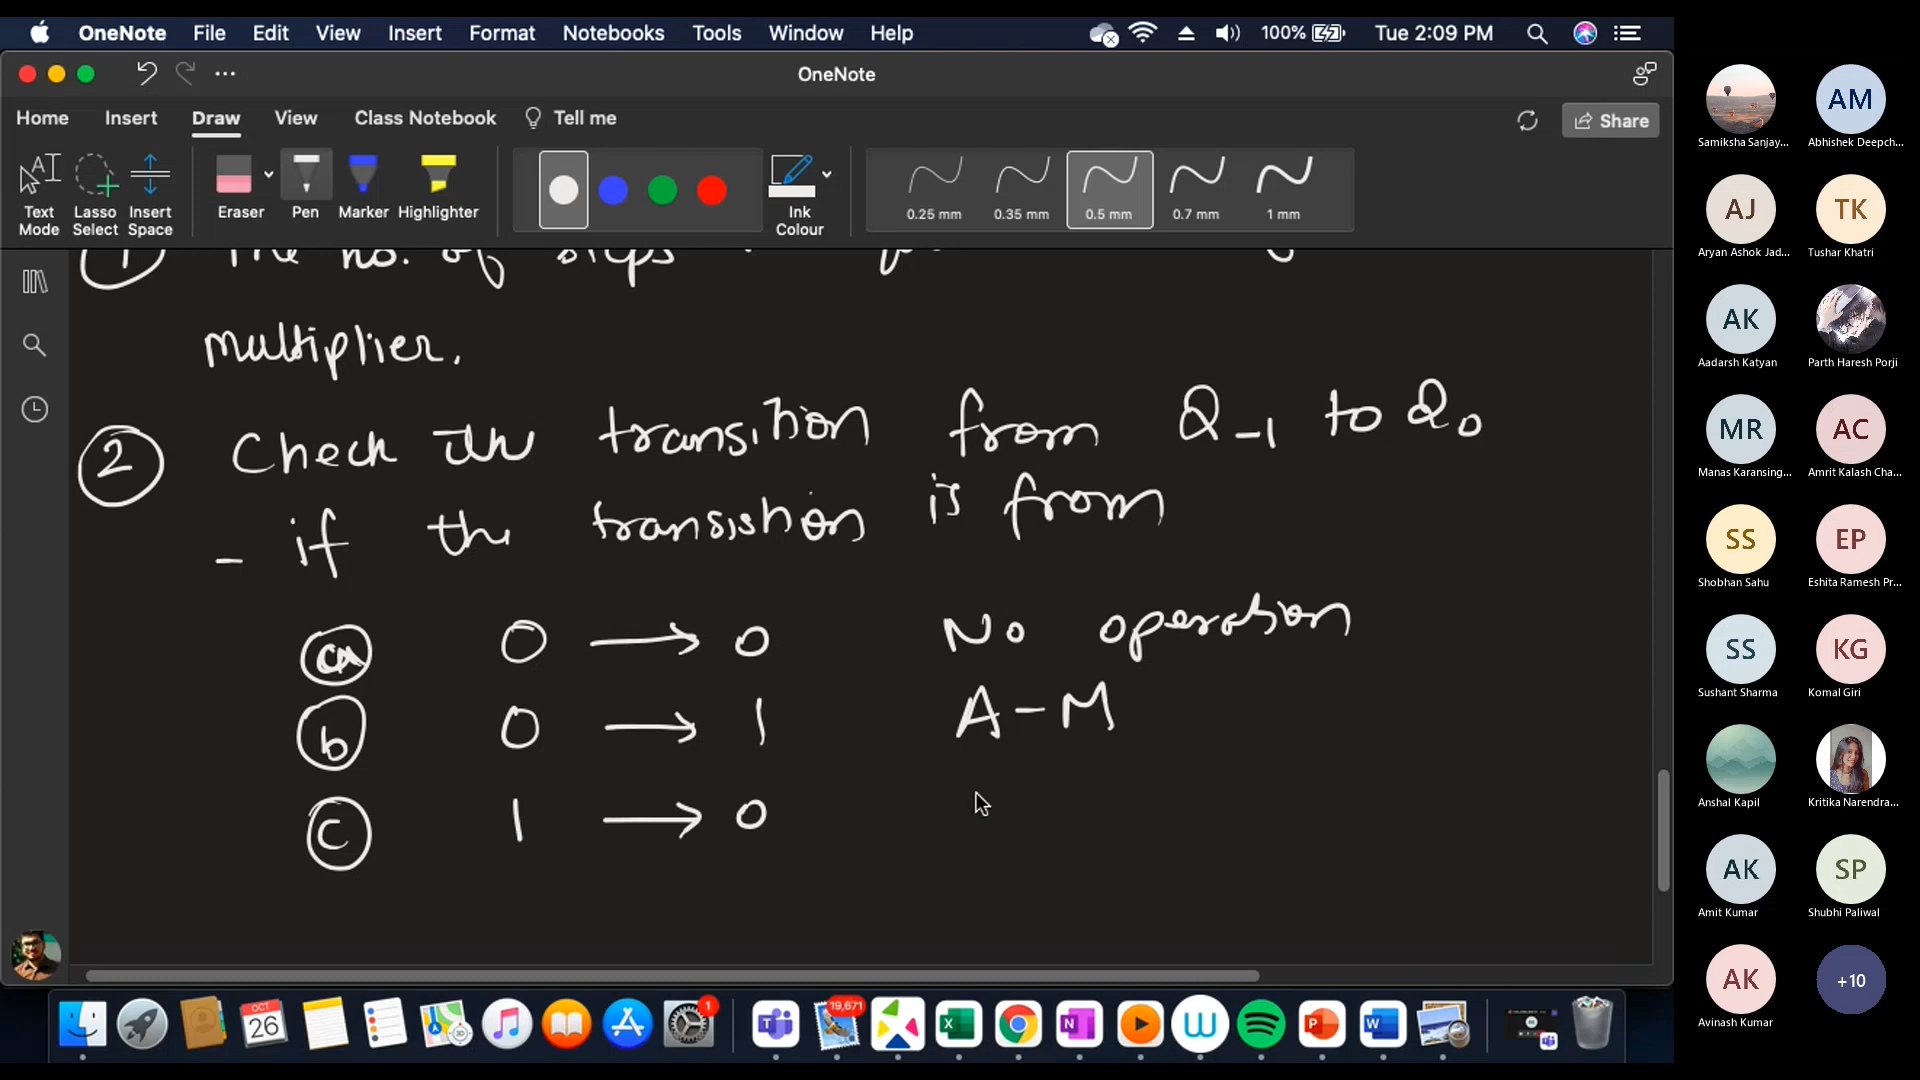 OneNote File Edit View Insert Format Notebooks Tools Window Help 100% Tue 2:09 PM
OneNote
Home Insert Draw View Class Notebook Tell me Share
Text Mode Lasso Select Insert Space Eraser Pen Marker Highlighter Ink Colour 0.25 mm 0.35 mm 0.5 mm 0.7 mm 1 mm
1 The no. of steps
multiplier.
2 Check the transition from Q-1 to Q0
- if the transistion is from
a 0 → 0 No operation
b 0 → 1 A - M
c 1 → 0
AM
Samiksha Sanjay... Abhishek Deepch...
AJ TK
Aryan Ashok Jad... Tushar Khatri
AK
Aadarsh Katyan Parth Haresh Porji
MR AC
Manas Karansing... Amrit Kalash Cha...
SS EP
Shobhan Sahu Eshita Ramesh Pr...
SS KG
Sushant Sharma Komal Giri
Anshal Kapil Kritika Narendra...
AK SP
Amit Kumar Shubhi Paliwal
AK +10
Avinash Kumar
OCT 26 1 19,671